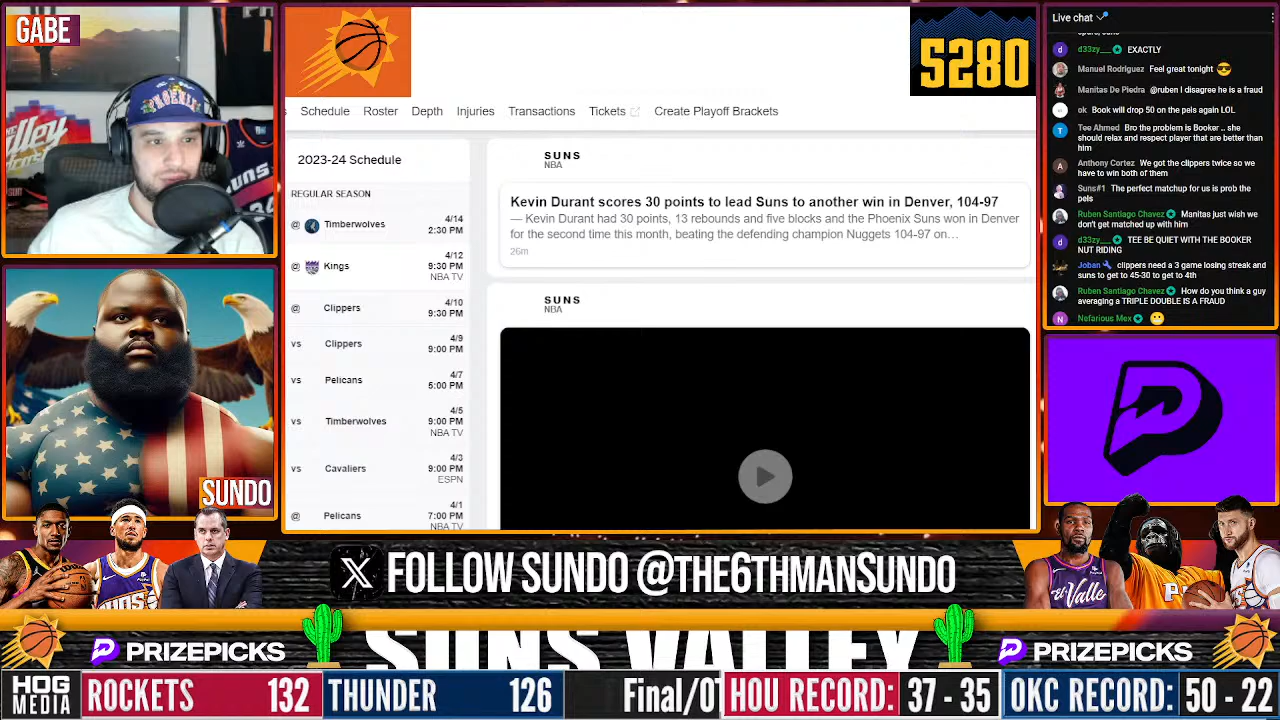 GABE
SUNDO
5280
Schedule
Roster
Depth
Injuries
Transactions
Tickets
Create Playoff Brackets
2023-24 Schedule
REGULAR SEASON
@ Timberwolves 4/14
2:30 PM
@ Kings 4/12
9:30 PM
NBA TV
@ Clippers 4/10
9:30 PM
vs Clippers 4/9
9:00 PM
vs Pelicans 4/7
5:00 PM
vs Timberwolves 4/5
9:00 PM
NBA TV
vs Cavaliers 4/3
9:00 PM
ESPN
@ Pelicans 4/1
7:00 PM
NBA TV
SUNS
NBA
Kevin Durant scores 30 points to lead Suns to another win in Denver, 104-97
— Kevin Durant had 30 points, 13 rebounds and five blocks and the Phoenix Suns won in Denver
for the second time this month, beating the defending champion Nuggets 104-97 on…
26m
SUNS
NBA
Live chat
d33zy__ EXACTLY
Manuel Rodriguez Feel great tonight
Manitas De Piedra @ruben I disagree he is a fraud
ok Book will drop 50 on the pels again LOL
Tee Ahmed Bro the problem is Booker .. she
should relax and respect player that are better than
him
Anthony Cortez We got the clippers twice so we
have to win both of them
Suns#1 The perfect matchup for us is prob the
pels
Ruben Santiago Chavez Manitas just wish we
don't get matched up with him
d33zy__ TEE BE QUIET WITH THE BOOKER
NUT RIDING
Joban clippers need a 3 game losing streak and
suns to get to 45-30 to get to 4th
Ruben Santiago Chavez How do you think a guy
averaging a TRIPLE DOUBLE IS A FRAUD
Nefarious Mex
X FOLLOW SUNDO @THE6THMANSUNDO
PRIZEPICKS
SUNS VALLEY
PRIZEPICKS
HOG
MEDIA
ROCKETS 132
THUNDER 126
Final/OT
HOU RECORD: 37 - 35
OKC RECORD: 50 - 22